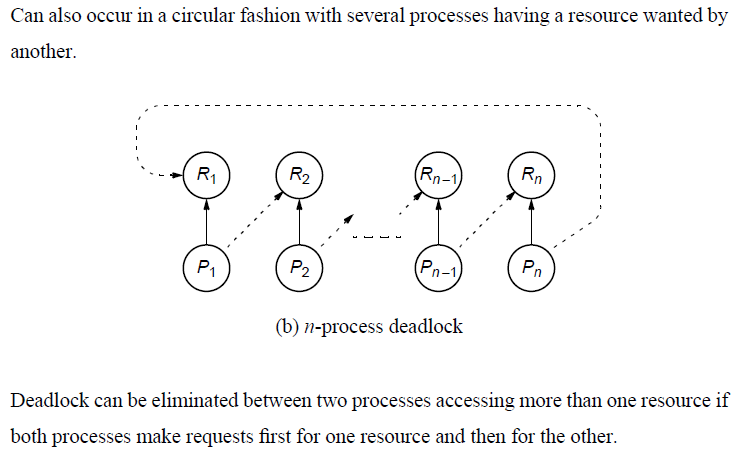 Can also occur in a circular fashion with several processes having a resource wanted by
another.
R₁ R₂ Rₙ₋₁ Rₙ
P₁ P₂ Pₙ₋₁ Pₙ
(b) n-process deadlock
Deadlock can be eliminated between two processes accessing more than one resource if
both processes make requests first for one resource and then for the other.